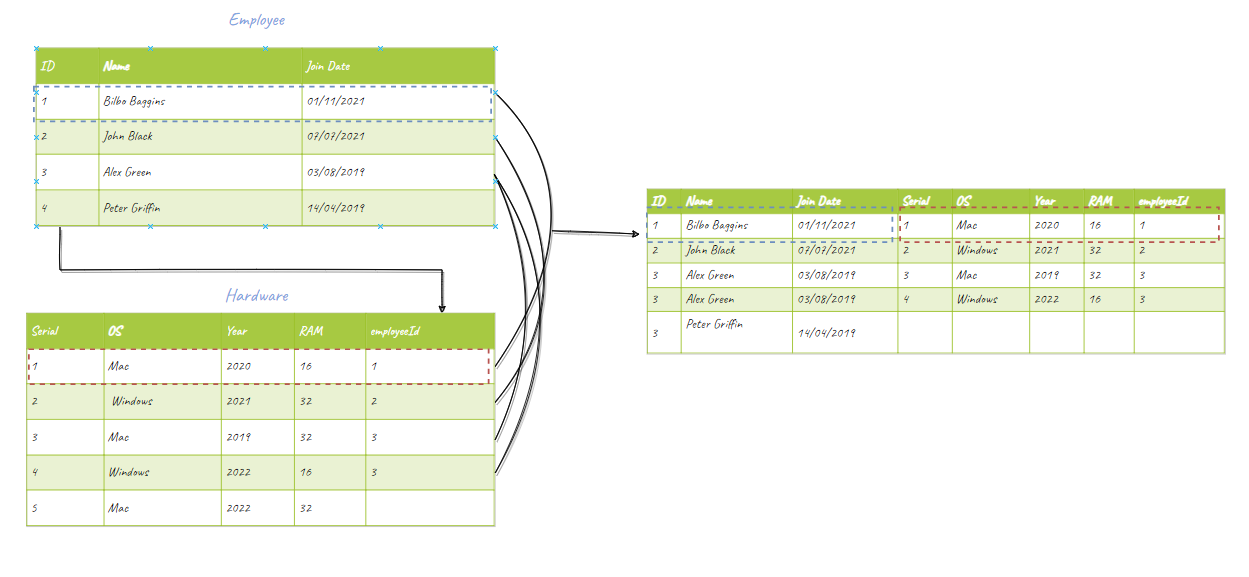 Employee
ID Name Join Date
1 Bilbo Baggins 01/11/2021
2 John Black 07/07/2021
3 Alex Green 03/08/2019
4 Peter Griffin 14/04/2019
Hardware
Serial OS Year RAM employeeId
1 Mac 2020 16 1
2 Windows 2021 32 2
3 Mac 2019 32 3
4 Windows 2022 16 3
5 Mac 2022 32
ID Name Join Date Serial OS Year RAM employeeId
1 Bilbo Baggins 01/11/2021 1 Mac 2020 16 1
2 John Black 07/07/2021 2 Windows 2021 32 2
3 Alex Green 03/08/2019 3 Mac 2019 32 3
3 Alex Green 03/08/2019 4 Windows 2022 16 3
3 Peter Griffin 14/04/2019